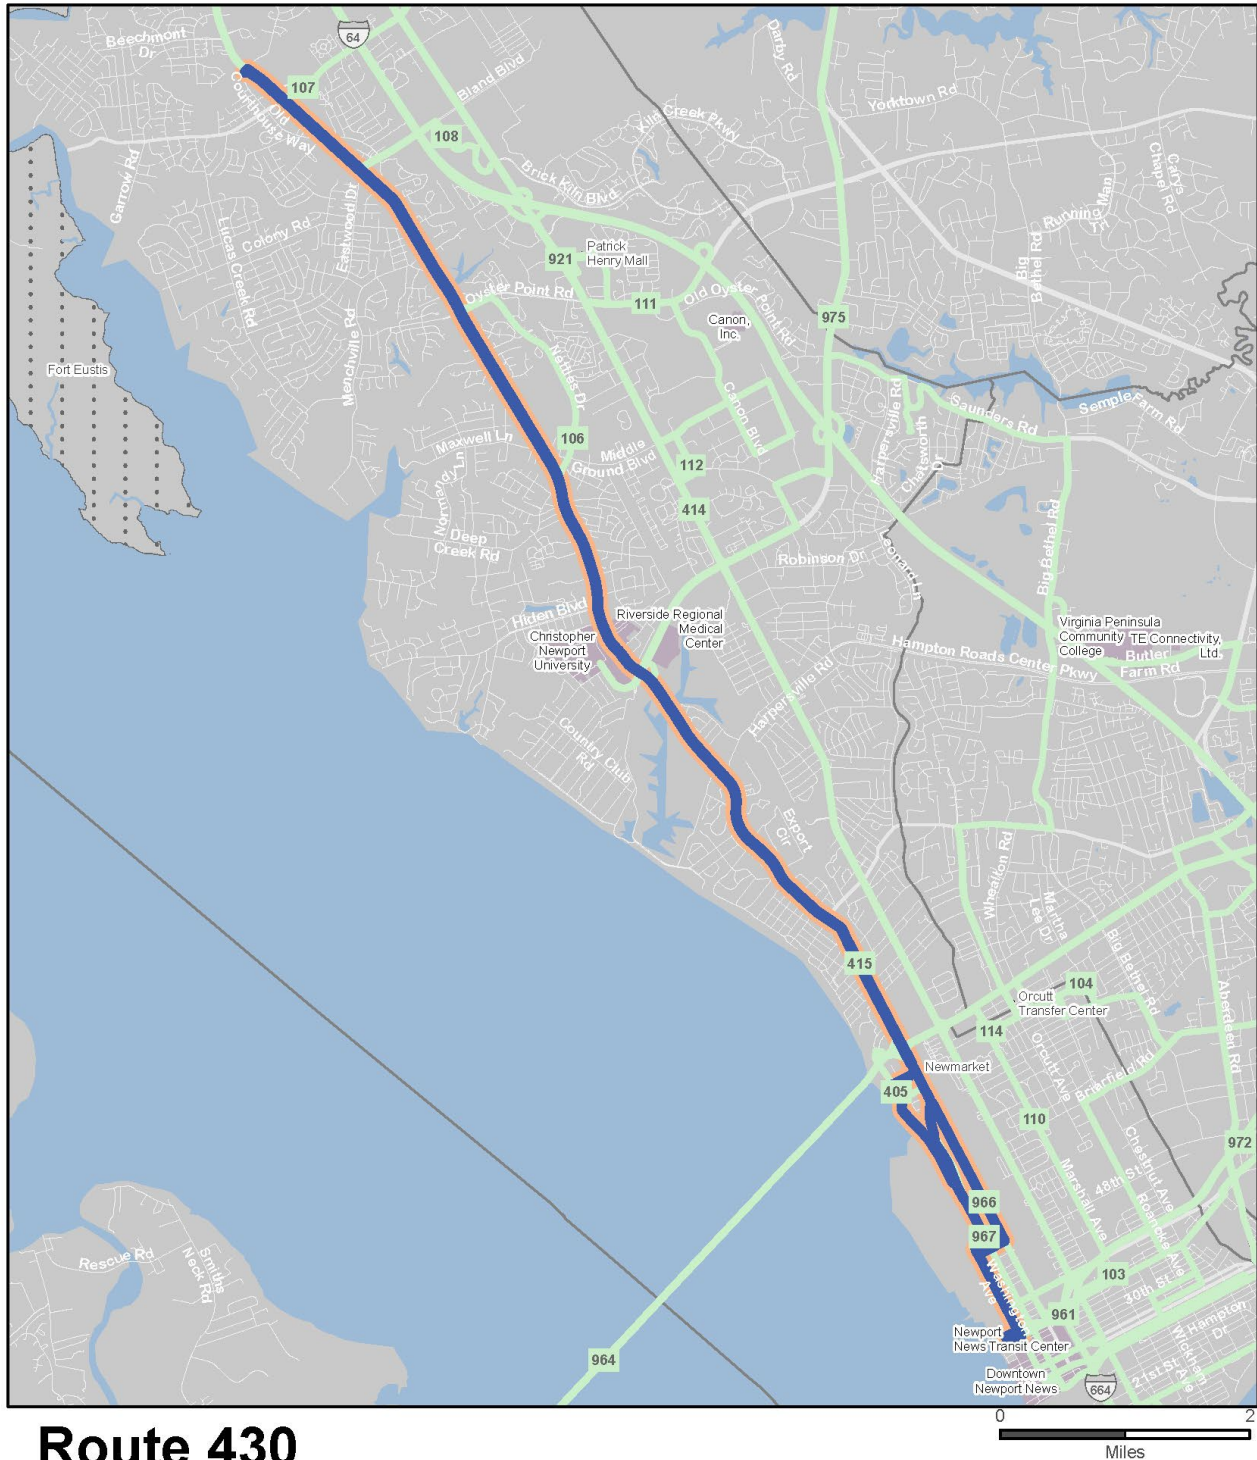 Beechmont
Dr
64
107
Bland Blvd
Darby Rd
Yorktown Rd
Old
Courthouse Way
108
Kiln Creek Pkwy
Garrow Rd
Brick Kiln Blvd
Carys
Chapel Rd
Lucas Creek Rd
Colony Rd
Eastwood Dr
Running Man
Trl
Big
Bethel Rd
921
Patrick
Henry Mall
Oyster Point Rd
111
Old Oyster Point Rd
Canon,
Inc.
975
Fort Eustis
Menchville Rd
Nettles Dr
Canon Blvd
Harpersville Rd
Chatsworth
Dr
Saunders Rd
Semple Farm Rd
Maxwell Ln
106
Middle
Ground Blvd
112
414
Normandy Ln
Deep
Creek Rd
Robinson Dr
Conard Ln
Big Bethel Rd
Hiden Blvd
Riverside Regional
Medical
Center
Christopher
Newport
University
Virginia Peninsula
Community
College
TE Connectivity,
Ltd.
Butler
Farm Rd
Hampton Roads Center Pkwy
Harpersville Rd
Country Club
Rd
Export
Cir
Wheatton Rd
Martha
Lee Dr
Big Bethel Rd
415
Aberdeen Rd
104
Orcutt
Transfer Center
114
Orcutt Ave
Newmarket
405
Briarfield Rd
110
972
Chestnut Ave
Marshall Ave
48th St
Roanoke Ave
966
967
Rescue Rd
Smiths
Neck Rd
Washington
Ave
103
30th St
961
Hampton
Dr
Wickham
Ave
Newport
News Transit Center
964
Downtown
Newport News
664
21st St
Route 430
0
2
Miles